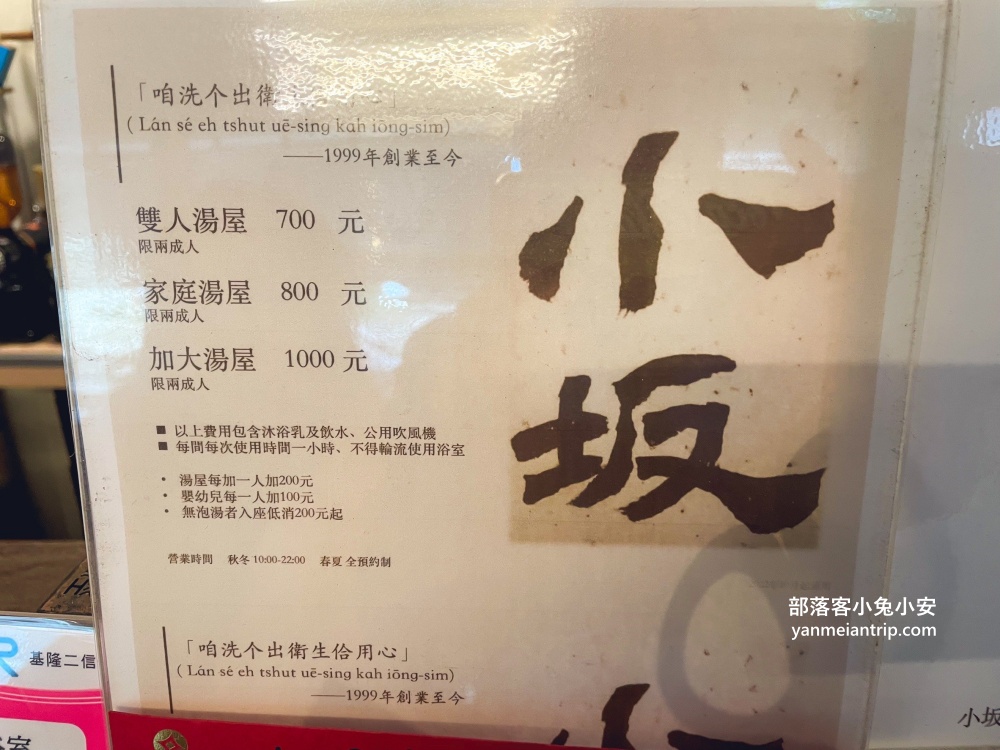 「咱洗个出衛
( Lán sé eh tshut uē-sing kah iōng-sim)
——1999年創業至今
雙人湯屋 700 元
限兩成人
家庭湯屋 800 元
限兩成人
加大湯屋 1000 元
限兩成人
■ 以上費用包含沐浴乳及飲水、公用吹風機
■ 每間每次使用時間一小時、不得輪流使用浴室
• 湯屋每加一人加200元
• 嬰幼兒每一人加100元
• 無泡湯者入座低消200元起
營業時間 秋冬 10:00-22:00 春夏 全預約制
「咱洗个出衛生佮用心」
( Lán sé eh tshut uē-sing kah iōng-sim)
——1999年創業至今
小坂
部落客小兔小安
yanmeiantrip.com
基隆二信
小坂